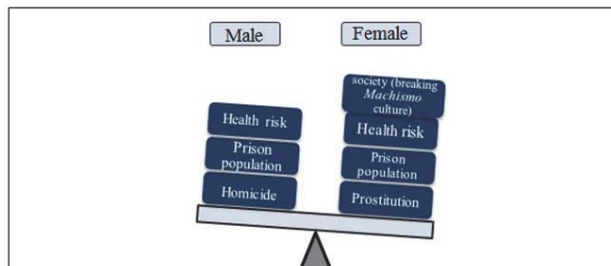 Male
Female
society (breaking
Machismo
culture)
Health risk
Prison
population
Homicide
Health risk
Prison
population
Prostitution